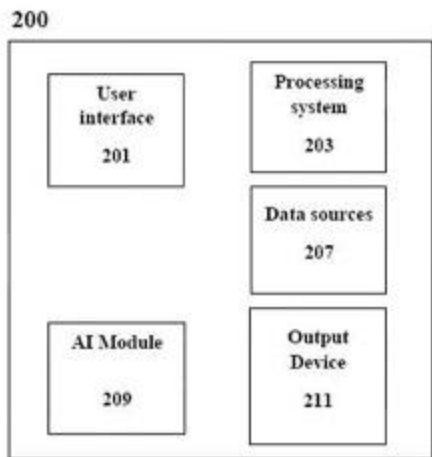 200
User
interface
201
Processing
system
203
Data sources
207
AI Module
209
Output
Device
211